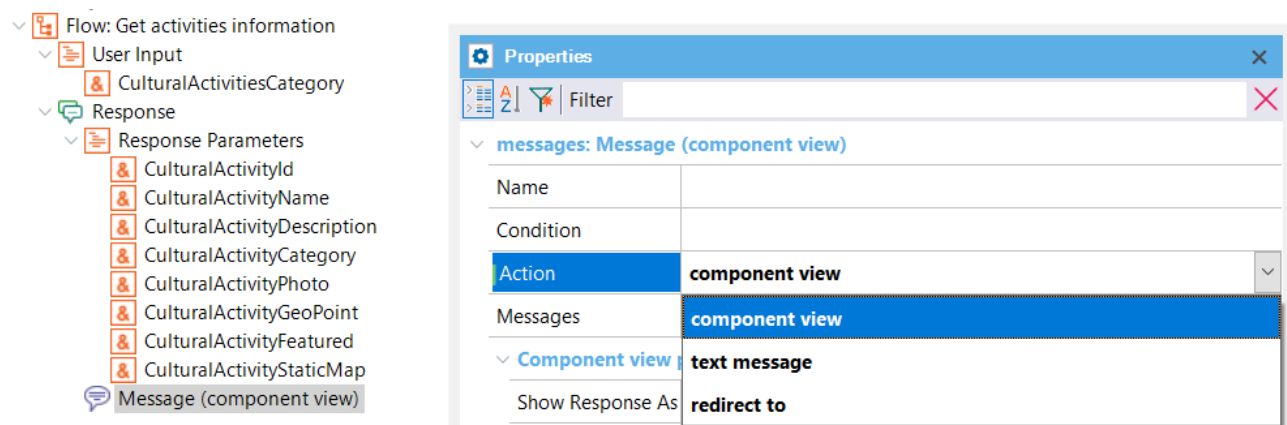 Flow: Get activities information
User Input
CulturalActivitiesCategory
Response
Response Parameters
CulturalActivityId
CulturalActivityName
CulturalActivityDescription
CulturalActivityCategory
CulturalActivityPhoto
CulturalActivityGeoPoint
CulturalActivityFeatured
CulturalActivityStaticMap
Message (component view)
Properties
Filter
messages: Message (component view)
Name
Condition
Action component view
Messages component view
Component view text message
Show Response As redirect to